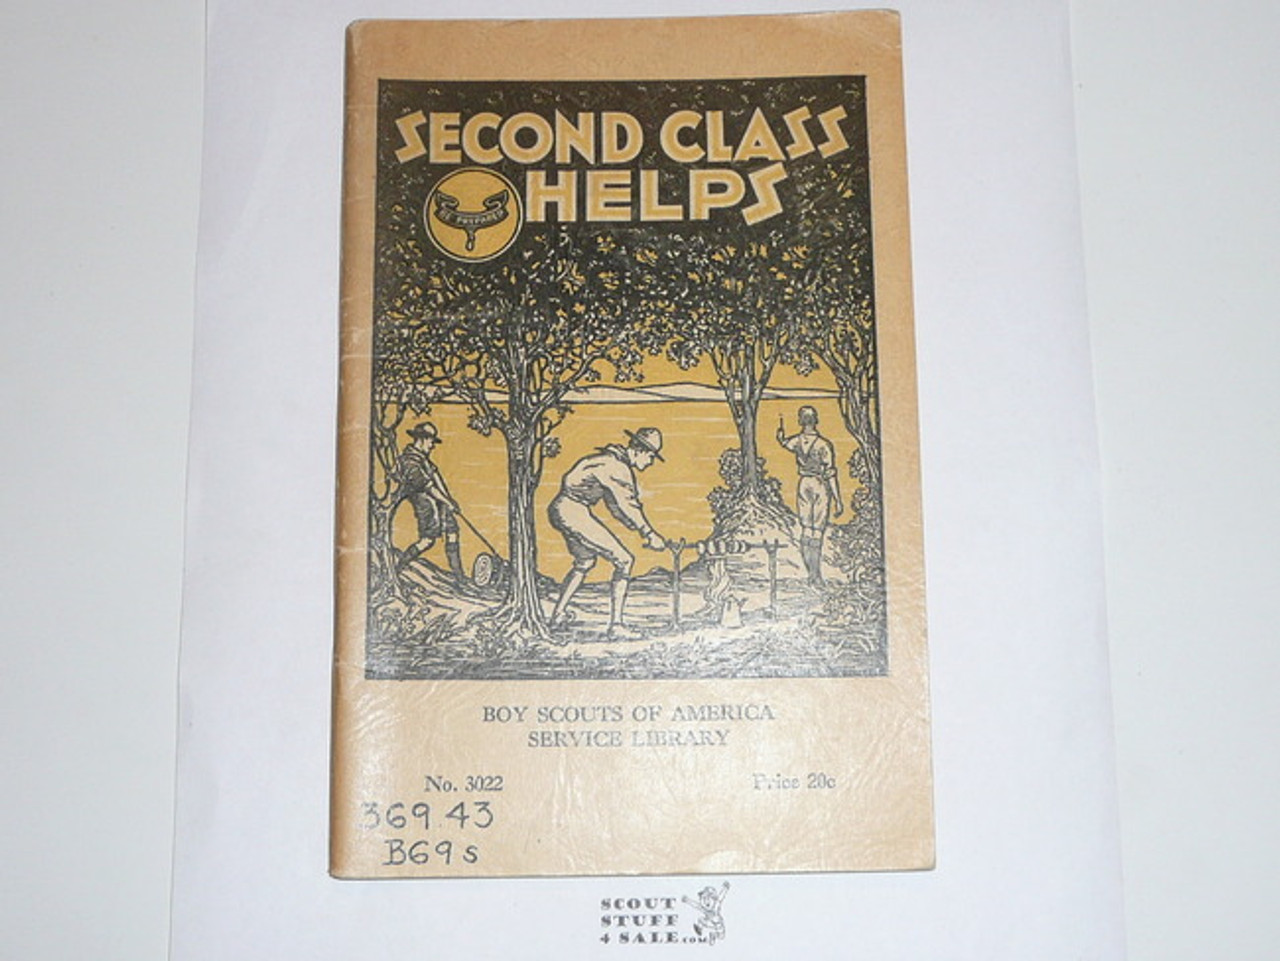 SECOND CLASS
HELPS
BE PREPARED
BOY SCOUTS OF AMERICA
SERVICE LIBRARY
No. 3022
Price 20c
369.43
B69s
SCOUT
STUFF
4 SALE.COM